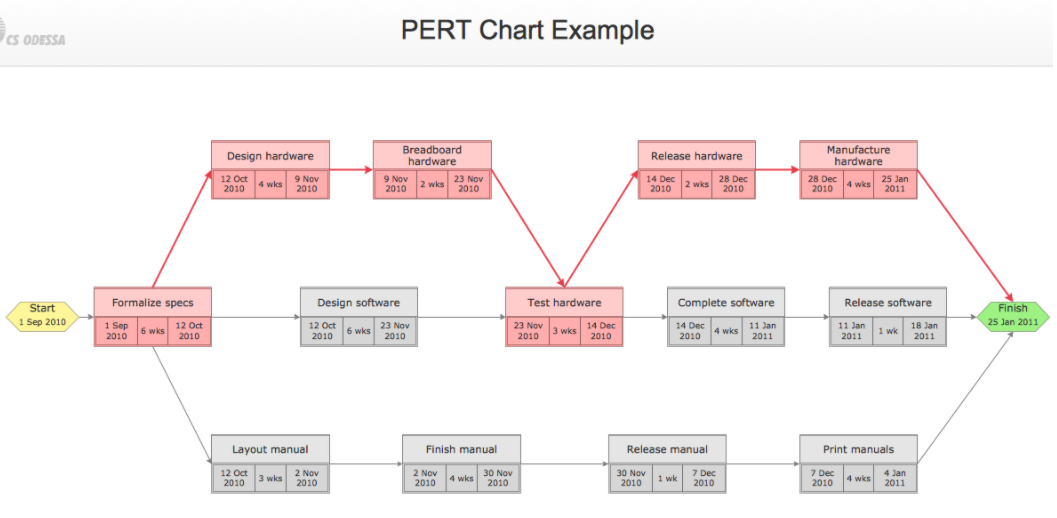 PERT Chart Example
CS ODESSA
Design hardware
12 Oct
2010
4 wks
9 Nov
2010
Breadboard
hardware
9 Nov
2010
2 wks
23 Nov
2010
Release hardware
14 Dec
2010
2 wks
28 Dec
2010
Manufacture
hardware
28 Dec
2010
4 wks
25 Jan
2011
Start
1 Sep 2010
Formalize specs
1 Sep
2010
6 wks
12 Oct
2010
Design software
12 Oct
2010
6 wks
23 Nov
2010
Test hardware
23 Nov
2010
3 wks
14 Dec
2010
Complete software
14 Dec
2010
4 wks
11 Jan
2011
Release software
11 Jan
2011
1 wk
18 Jan
2011
Finish
25 Jan 2011
Layout manual
12 Oct
2010
3 wks
2 Nov
2010
Finish manual
2 Nov
2010
4 wks
30 Nov
2010
Release manual
30 Nov
2010
1 wk
7 Dec
2010
Print manuals
7 Dec
2010
4 wks
4 Jan
2011